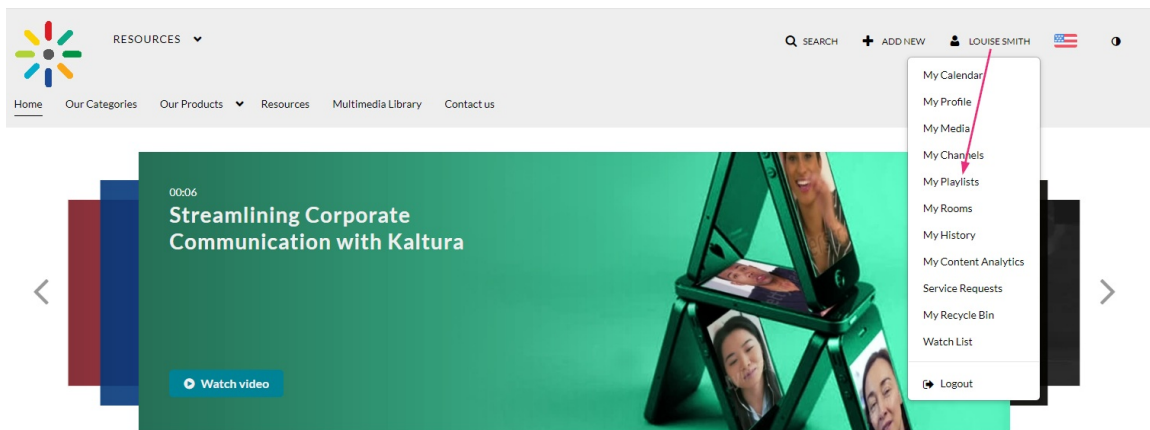 RESOURCES
SEARCH
ADD NEW
LOUISE SMITH
Home
Our Categories
Our Products
Resources
Multimedia Library
Contact us
My Calendar
My Profile
My Media
My Channels
My Playlists
My Rooms
My History
My Content Analytics
Service Requests
My Recycle Bin
Watch List
Logout
00:06
Streamlining Corporate
Communication with Kaltura
Watch video